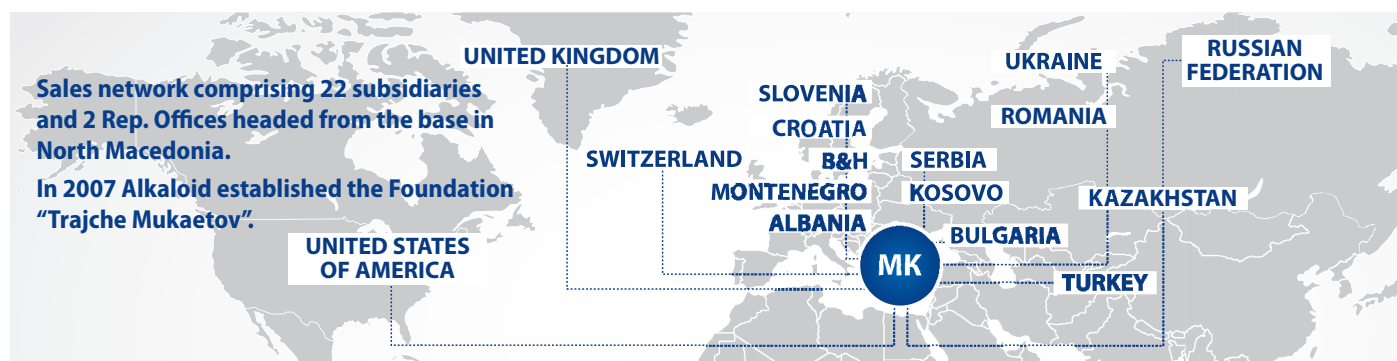 Sales network comprising 22 subsidiaries
and 2 Rep. Offices headed from the base in
North Macedonia.
In 2007 Alkaloid established the Foundation
“Trajche Mukaetov”.
UNITED STATES
OF AMERICA
UNITED KINGDOM
SWITZERLAND
SLOVENIA
CROATIA
B&H
MONTENEGRO
ALBANIA
SERBIA
KOSOVO
BULGARIA
MK
TURKEY
UKRAINE
ROMANIA
KAZAKHSTAN
RUSSIAN
FEDERATION